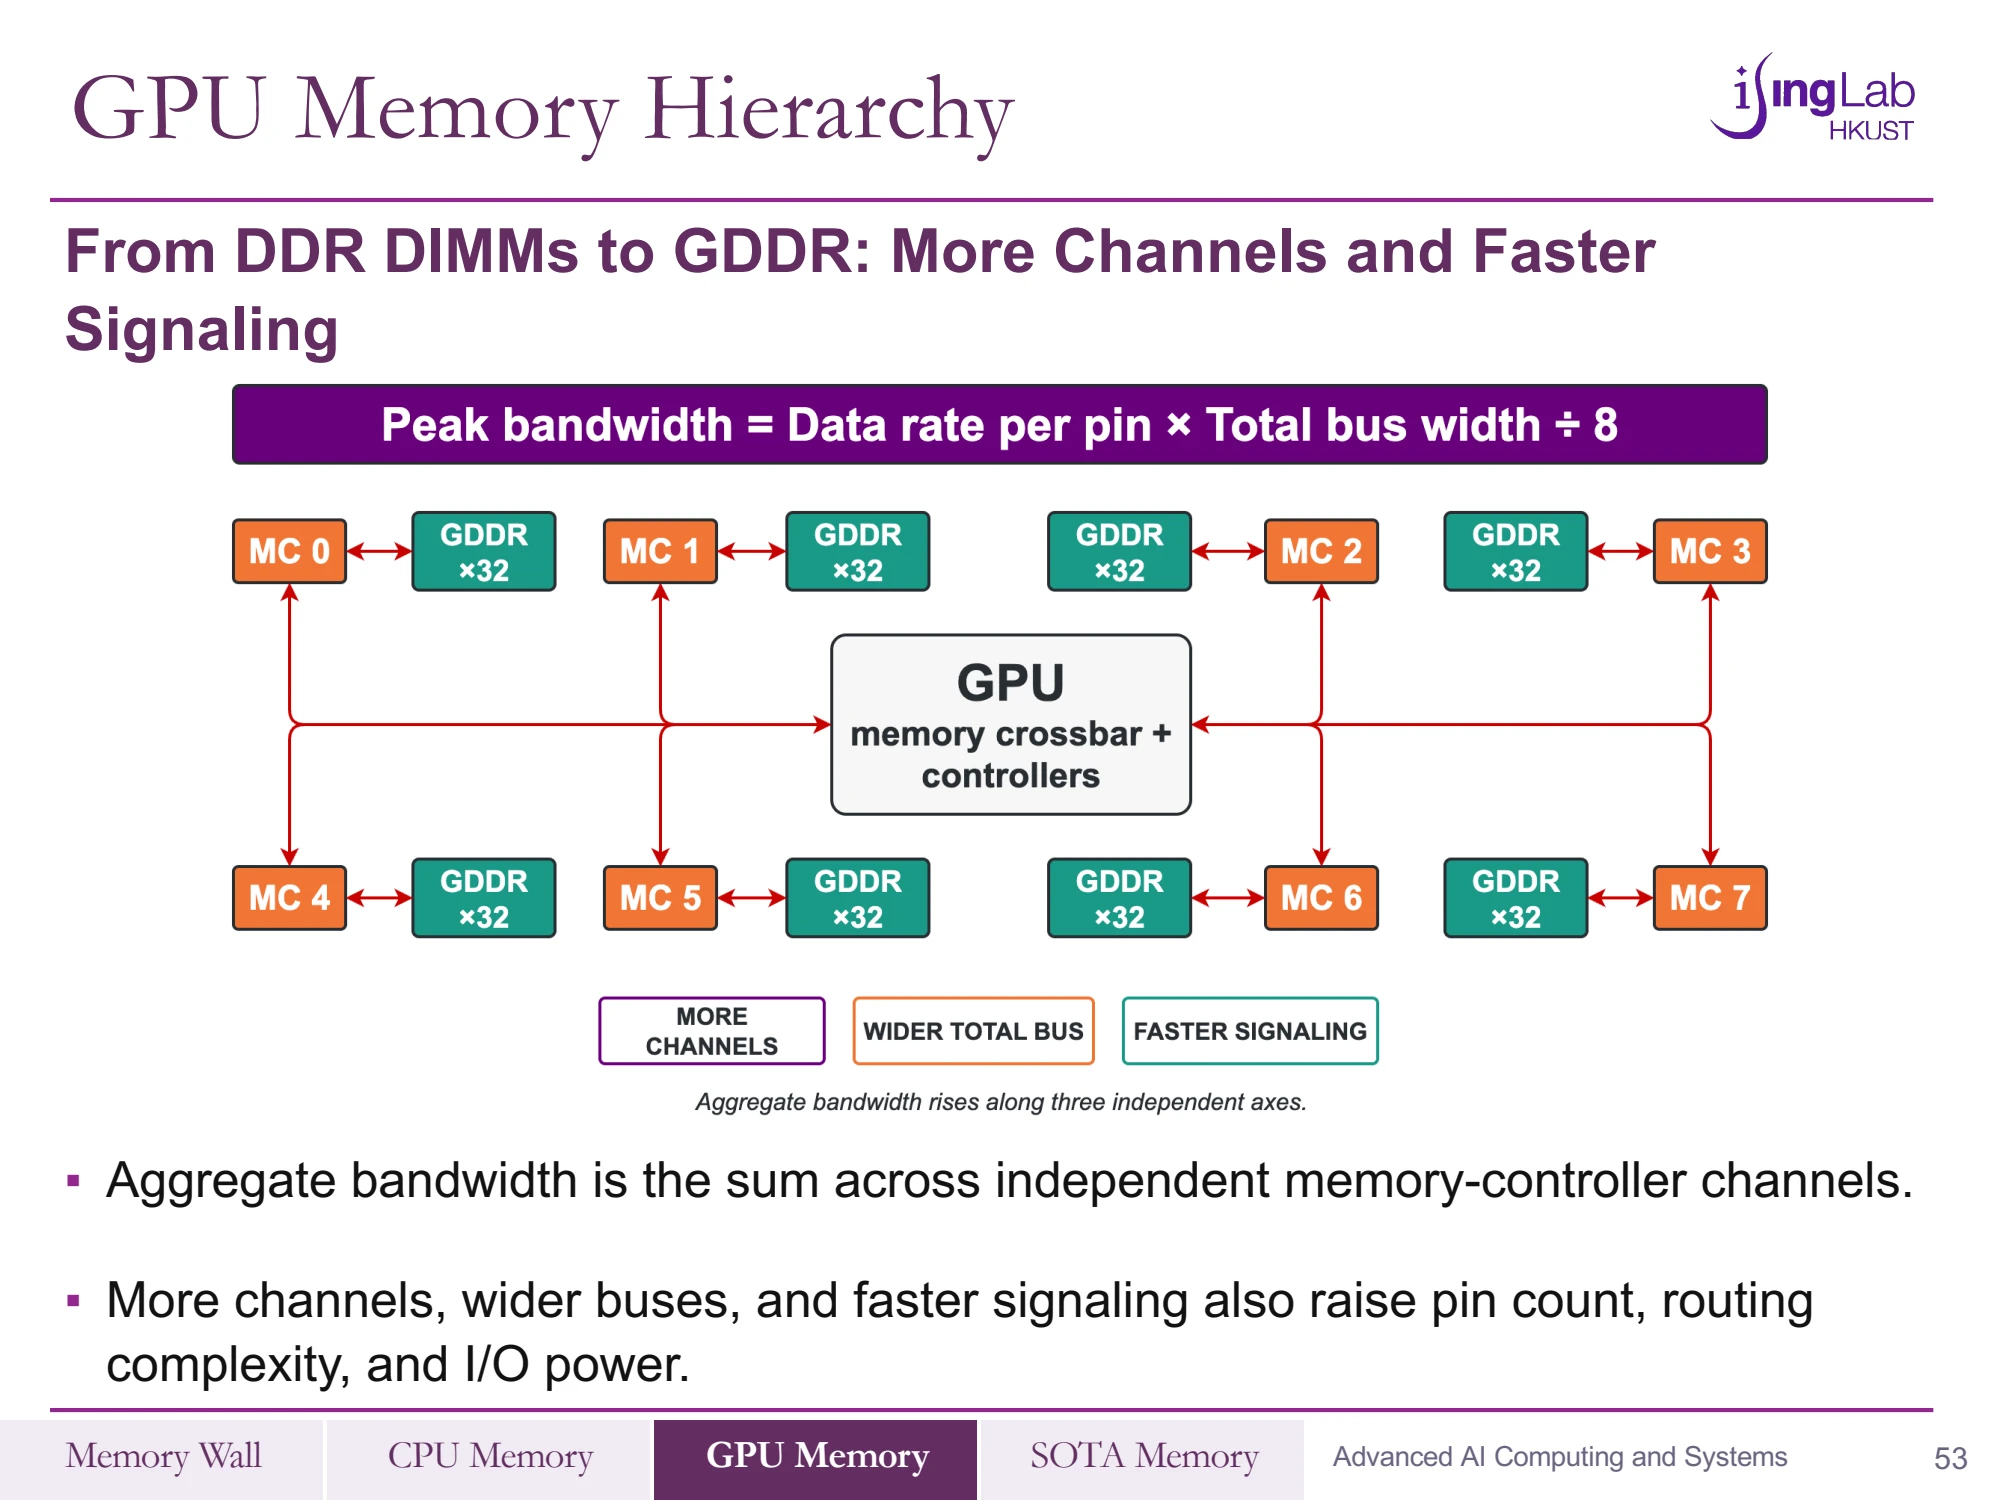 GPU Memory Hierarchy
iSingLab
HKUST
From DDR DIMMs to GDDR: More Channels and Faster
Signaling
Peak bandwidth = Data rate per pin × Total bus width ÷ 8
MC 0
GDDR
×32
MC 1
GDDR
×32
GDDR
×32
MC 2
GDDR
×32
MC 3
GPU
memory crossbar +
controllers
MC 4
GDDR
×32
MC 5
GDDR
×32
GDDR
×32
MC 6
GDDR
×32
MC 7
MORE
CHANNELS
WIDER TOTAL BUS
FASTER SIGNALING
Aggregate bandwidth rises along three independent axes.
▪ Aggregate bandwidth is the sum across independent memory-controller channels.
▪ More channels, wider buses, and faster signaling also raise pin count, routing
complexity, and I/O power.
Memory Wall
CPU Memory
GPU Memory
SOTA Memory
Advanced AI Computing and Systems
53